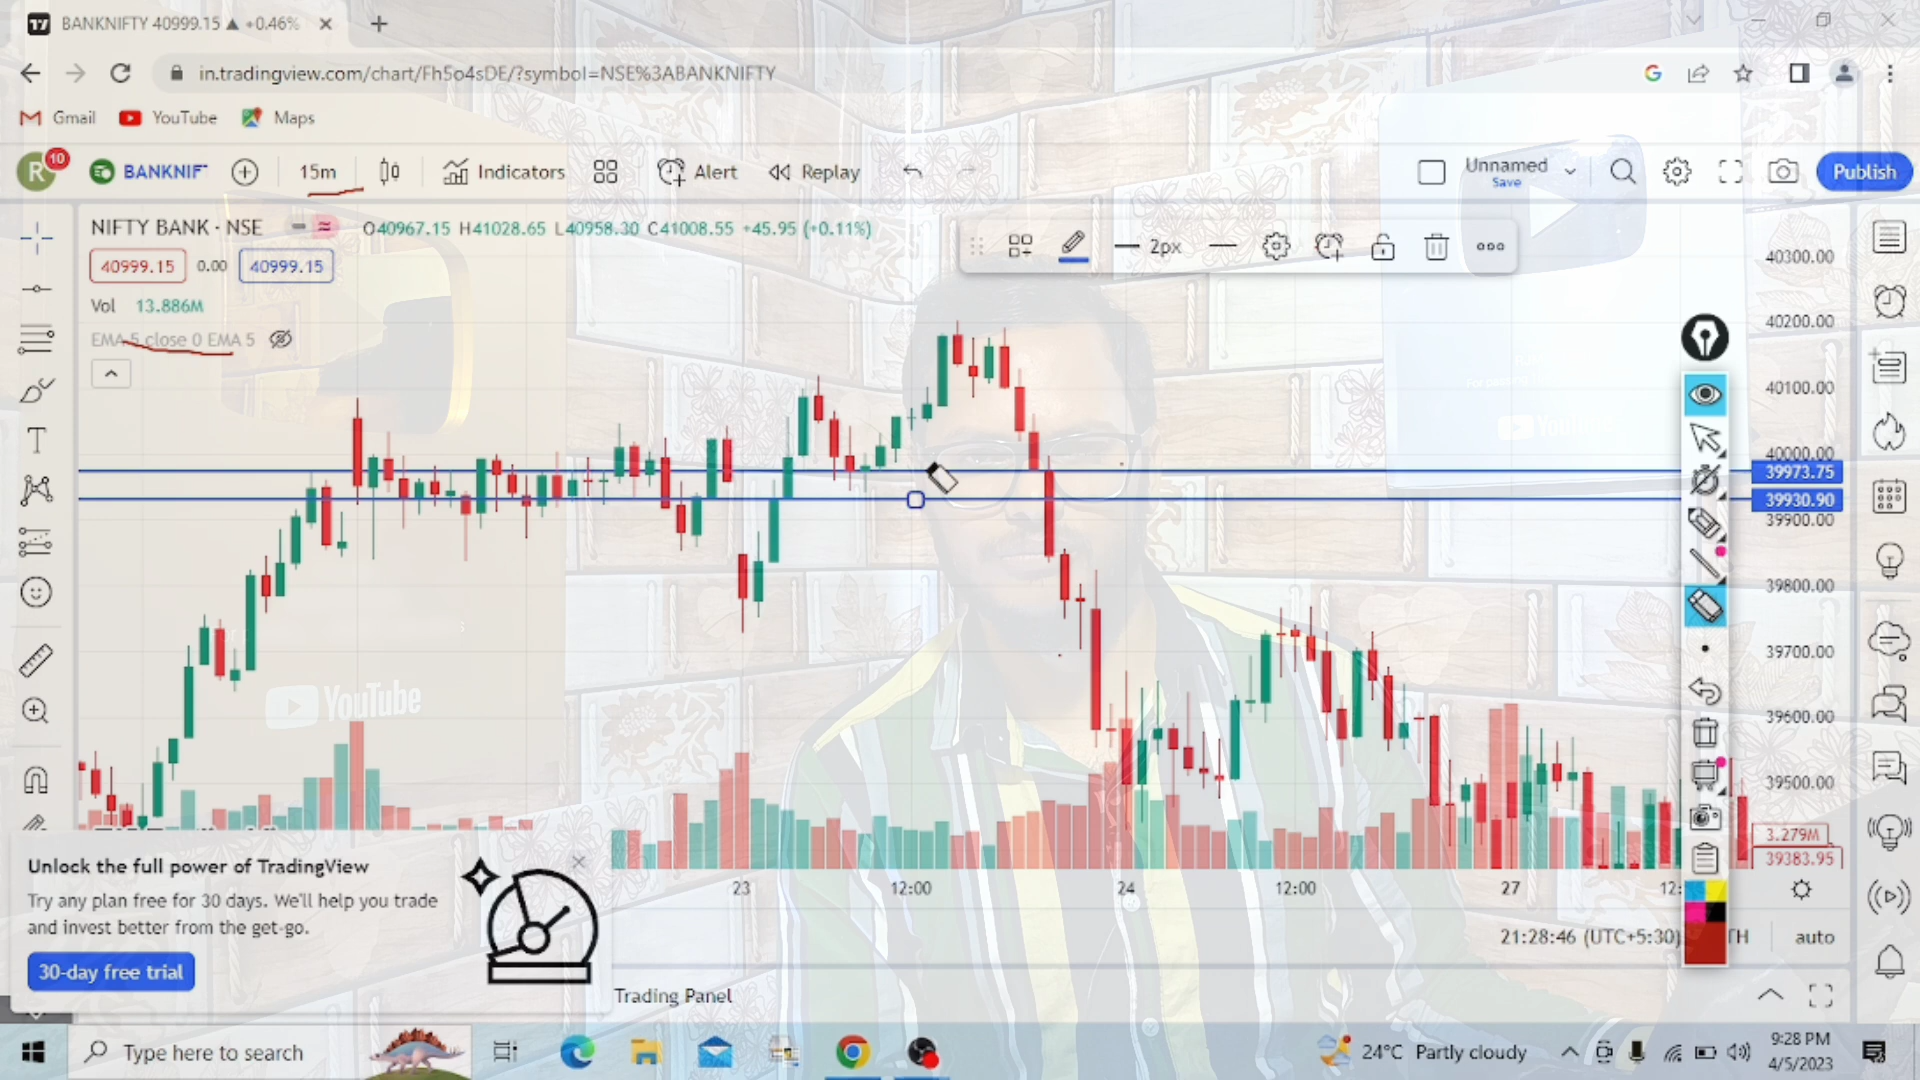 BANKNIFTY 40999.15 ▲ +0.46%
in.tradingview.com/chart/Fh5o4sDE/?symbol=NSE%3ABANKNIFTY
Gmail YouTube Maps
R 10 BANKNIF 15m Indicators Alert Replay Unnamed Save Publish
NIFTY BANK · NSE O40967.15 H41028.65 L40958.30 C41008.55 +45.95 (+0.11%)
2px
40999.15 0.00 40999.15
Vol 13.886M
EMA 5 close 0 EMA 5
40300.00
40200.00
40100.00
40000.00
39973.75
39930.90
39900.00
39800.00
39700.00
39600.00
39500.00
3.279M
39383.95
YouTube
23 12:00 24 12:00 27
21:28:46 (UTC+5:30) auto
Unlock the full power of TradingView
Try any plan free for 30 days. We'll help you trade
and invest better from the get-go.
30-day free trial
Trading Panel
Type here to search
24°C Partly cloudy
9:28 PM
4/5/2023